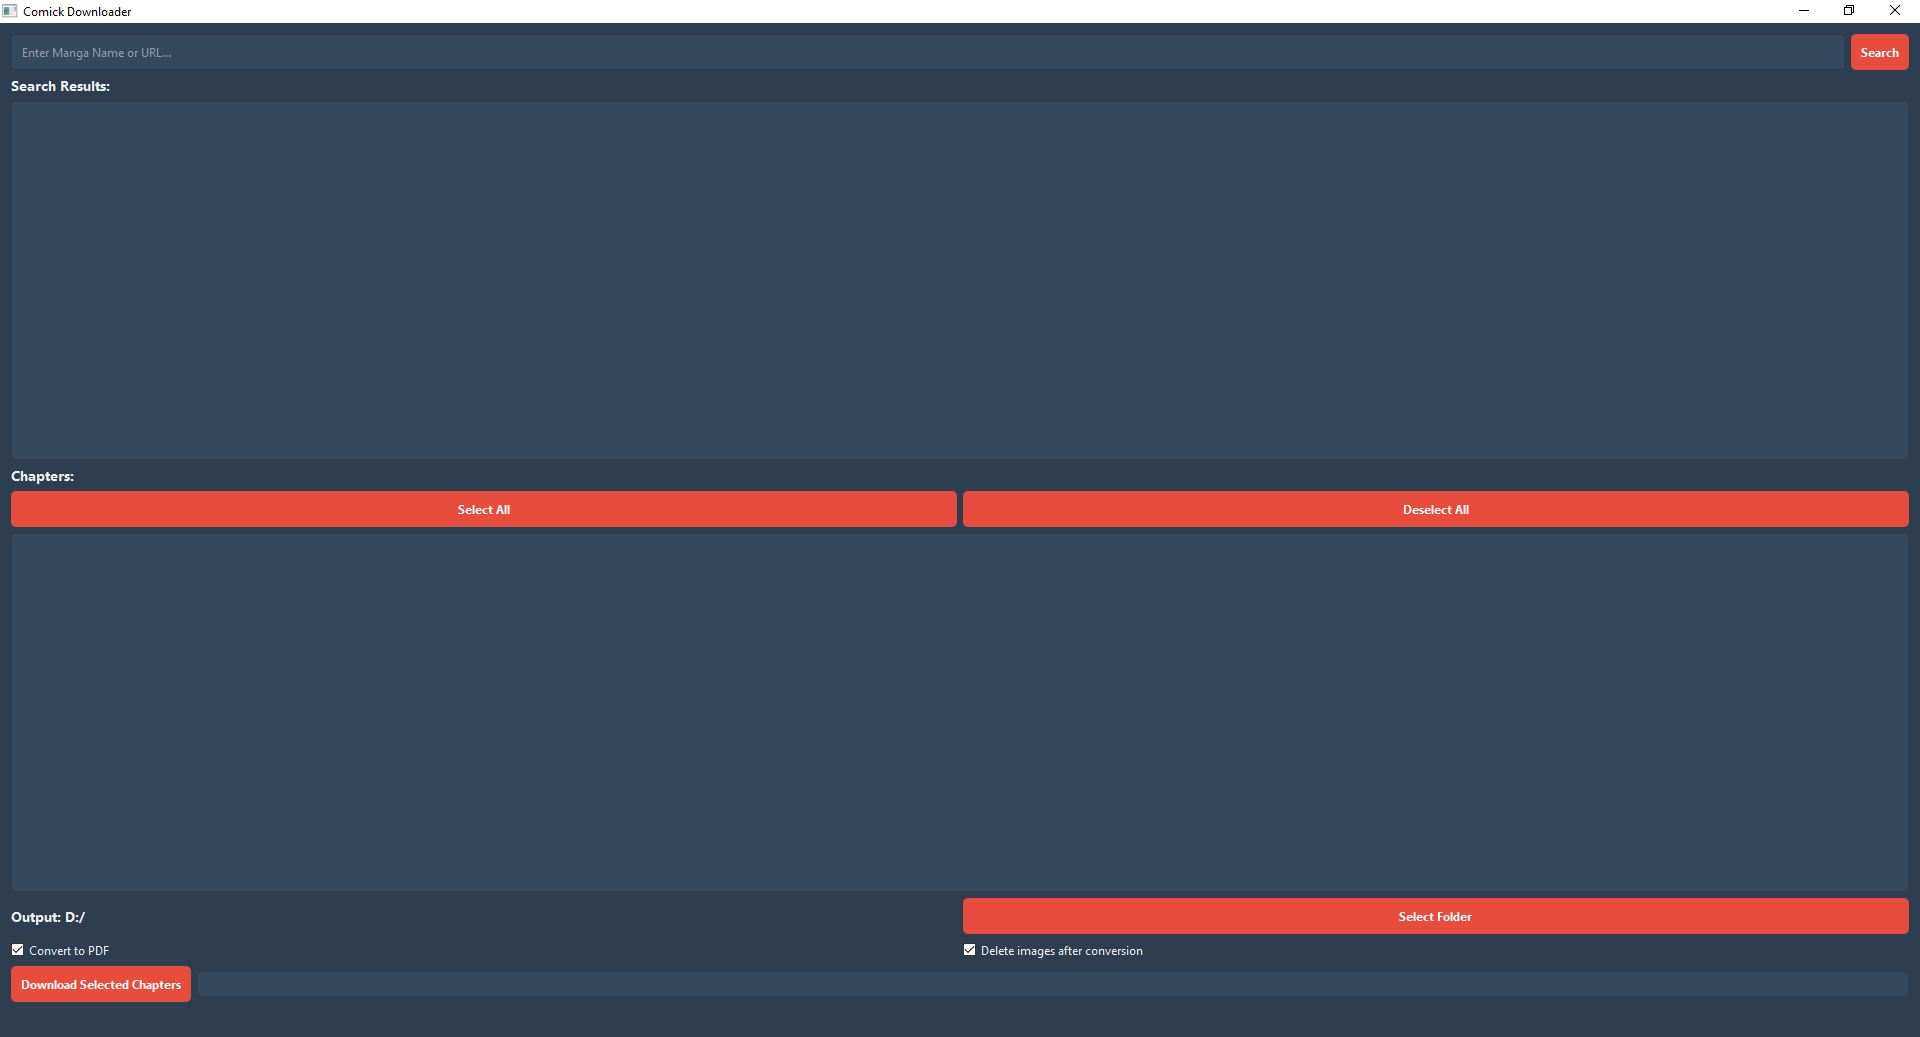 Comick Downloader
Enter Manga Name or URL...
Search
Search Results:
Chapters:
Select All
Deselect All
Output: D:/
Select Folder
Convert to PDF
Delete images after conversion
Download Selected Chapters